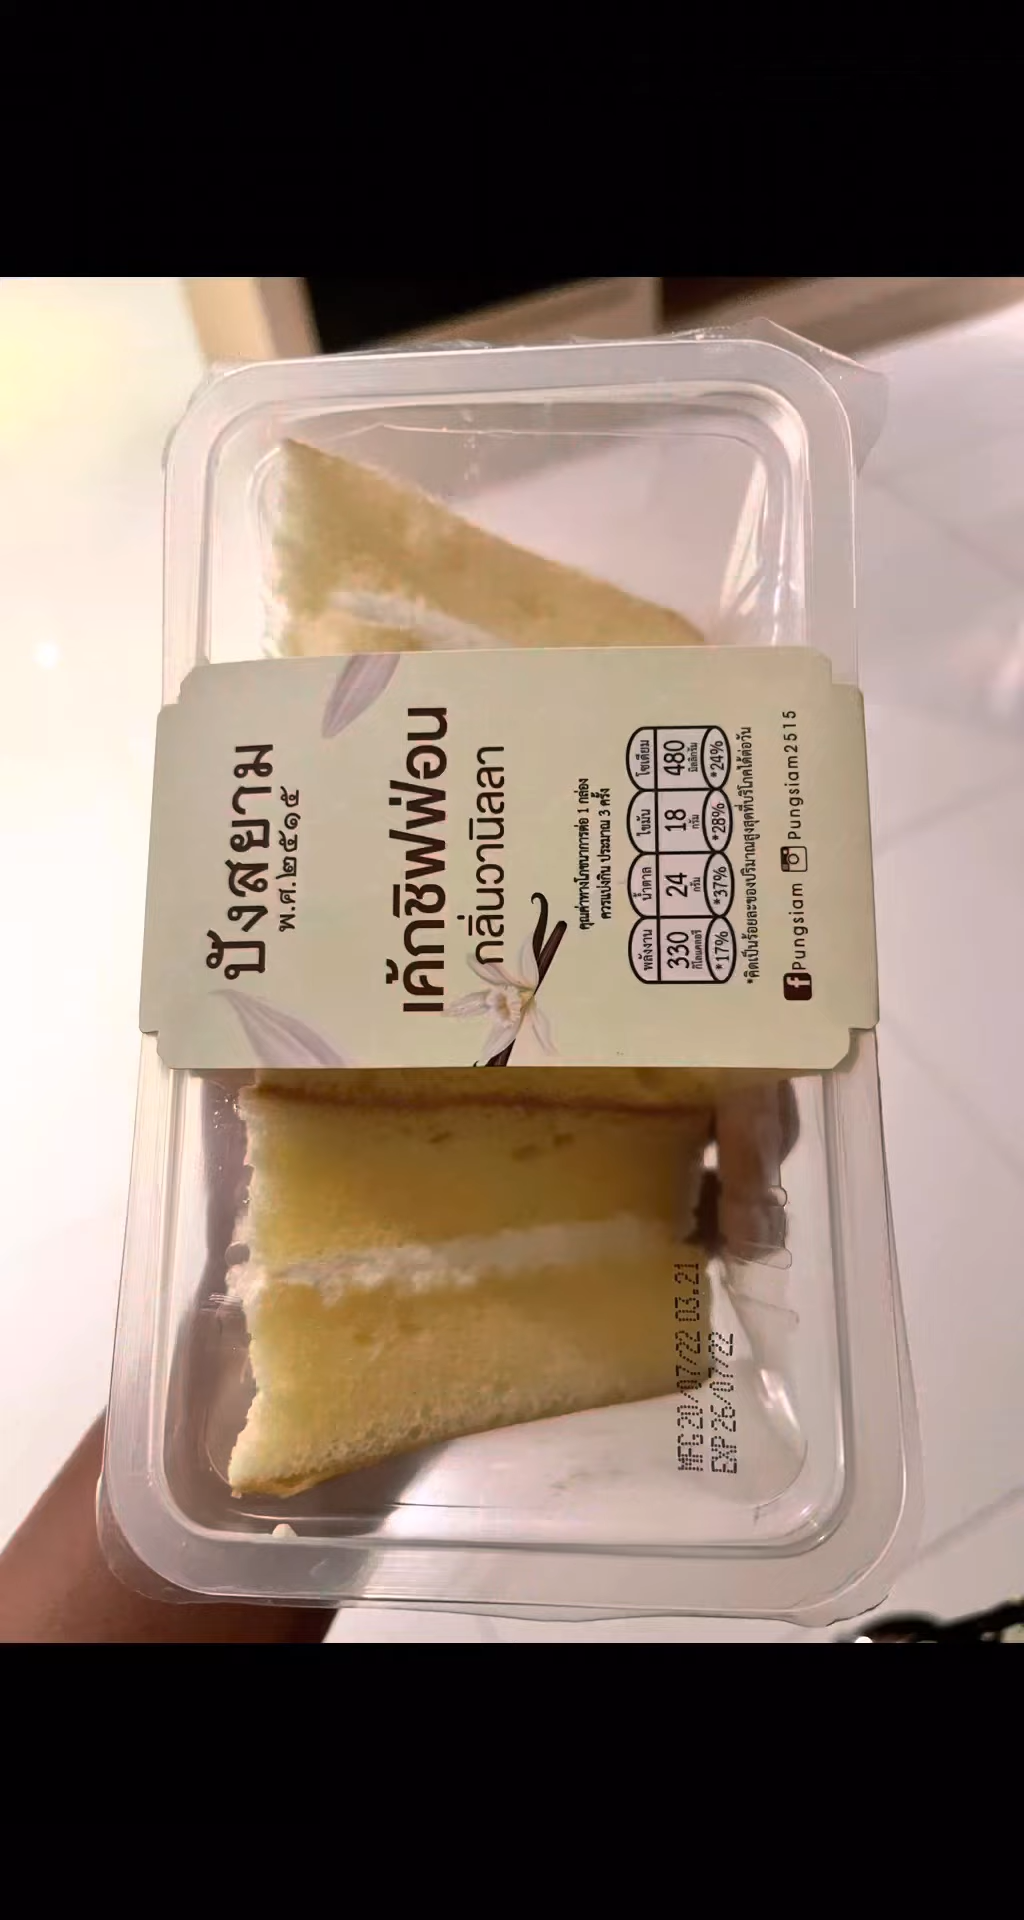 ปังสยาม
พ.ศ.๒๕๑๕
เค้กชิฟฟ่อน
กลิ่นวานิลลา
คุณค่าทางโภชนาการต่อ 1 กล่อง
ควรแบ่งกิน ประมาณ 3 ครั้ง
พลังงาน น้ำตาล ไขมัน โซเดียม
330 24 18 480
กิโลแคลอรี กรัม กรัม มิลลิกรัม
*17% *37% *28% *24%
*คิดเป็นร้อยละของปริมาณสูงสุดที่บริโภคได้ต่อวัน
Pungsiam Pungsiam2515
MFG 20/07/22 03.21
EXP 26/07/22